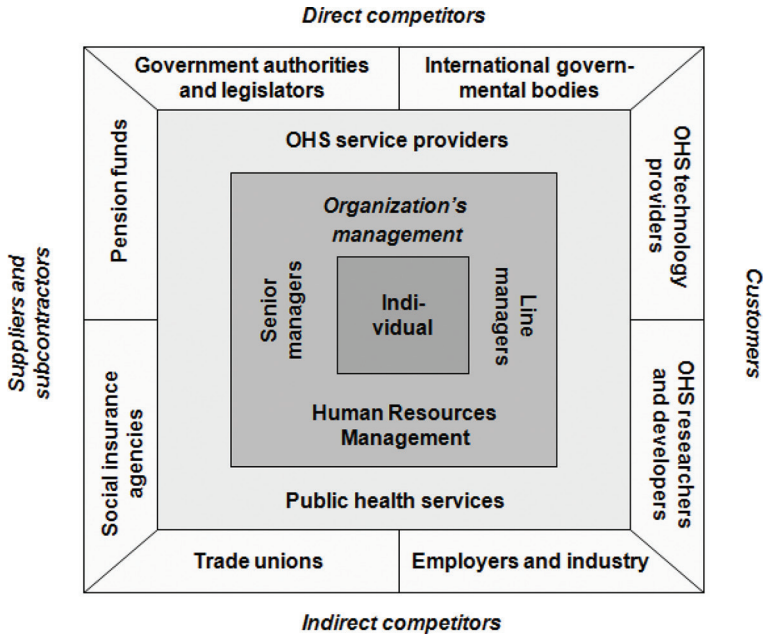 Direct competitors
Government authorities
and legislators
International govern-
mental bodies
Pension funds
OHS service providers
OHS technology
providers
Organization's
management
Suppliers and
subcontractors
Senior
managers
Indi-
vidual
Line
managers
Customers
Social insurance
agencies
Human Resources
Management
OHS researchers
and developers
Public health services
Trade unions
Employers and industry
Indirect competitors